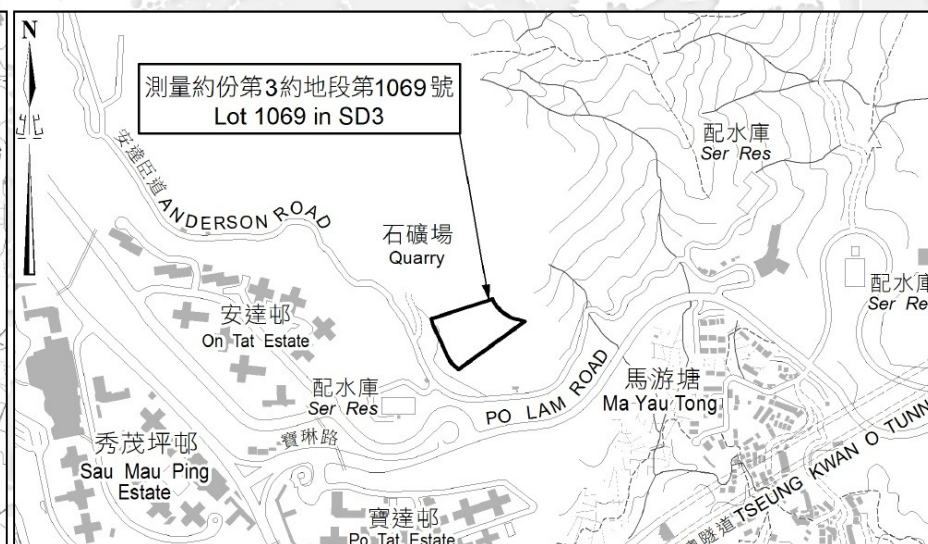 N
測量約份第3約地段第1069號
Lot 1069 in SD3
配水庫
Ser Res
安達臣道 ANDERSON ROAD
石礦場
Quarry
配水庫
Ser Re
安達邨
On Tat Estate
馬游塘
Ma Yau Tong
配水庫
Ser Res
PO LAM ROAD
寶琳路
秀茂坪邨
Sau Mau Ping
Estate
隧道 TSEUNG KWAN O TUNN
寶達邨
Po Tat Estate